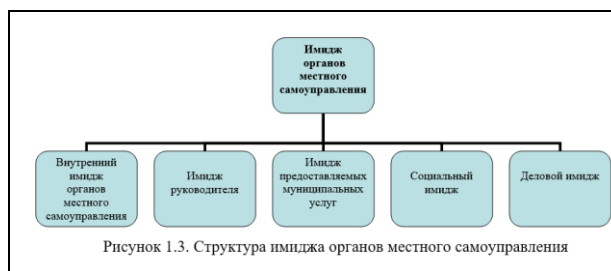 Имидж
органов
местного
самоуправления
Внутренний
имидж
органов
местного
самоуправления
Имидж
руководителя
Имидж
предоставляемых
муниципальных
услуг
Социальный
имидж
Деловой имидж
Рисунок 1.3. Структура имиджа органов местного самоуправления